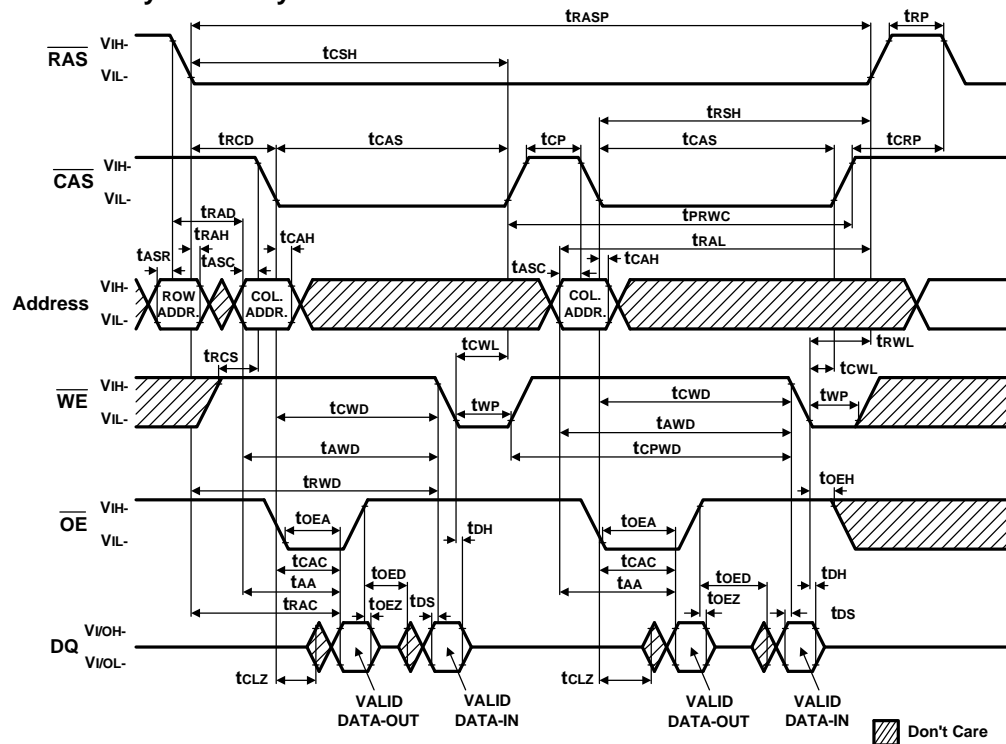 tRASP
tRP
VIH-
RAS
VIL-
tCSH
tRSH
tRCD
tCAS
tCP
tCAS
tCRP
VIH-
CAS
VIL-
tPRWC
tRAD
tRAH
tCAH
tRAL
tASR
tASC
tASC
tCAH
Address
VIH-
VIL-
ROW ADDR.
COL. ADDR.
COL. ADDR.
tRCS
tCWL
tRWL
tCWL
WE
VIH-
VIL-
tCWD
tWP
tCWD
tWP
tAWD
tAWD
tRWD
tCPWD
OE
VIH-
VIL-
tOEA
tDH
tOEA
tOEH
tCAC
tCAC
tAA
tOED
tAA
tOED
tDH
tRAC
tOEZ
tDS
tOEZ
tDS
DQ
VI/OH-
VI/OL-
tCLZ
tCLZ
VALID
DATA-OUT
VALID
DATA-IN
VALID
DATA-OUT
VALID
DATA-IN
Don't Care